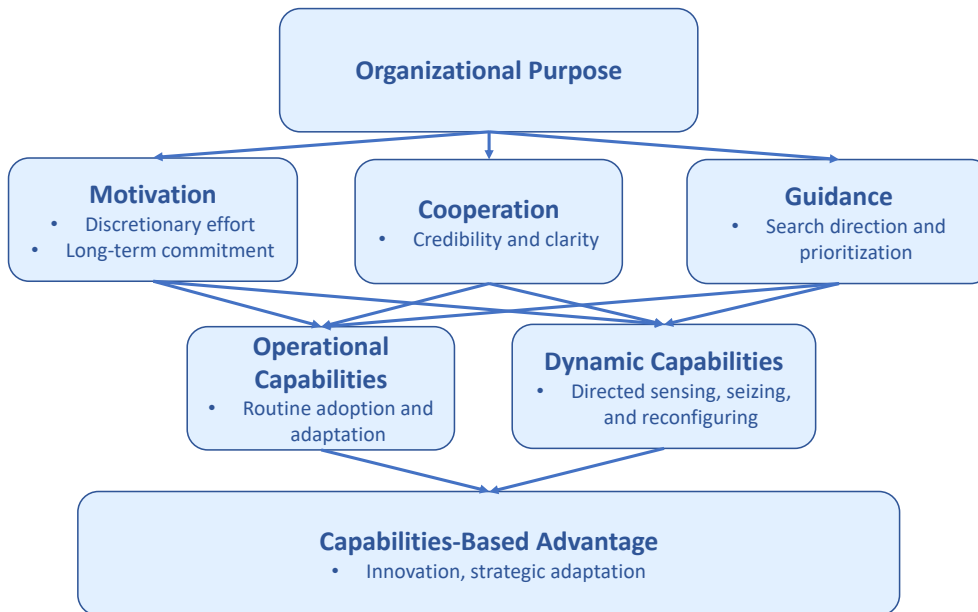 Organizational Purpose
Motivation
• Discretionary effort
• Long-term commitment
Cooperation
• Credibility and clarity
Guidance
• Search direction and
prioritization
Operational
Capabilities
• Routine adoption and
adaptation
Dynamic Capabilities
• Directed sensing, seizing,
and reconfiguring
Capabilities-Based Advantage
• Innovation, strategic adaptation